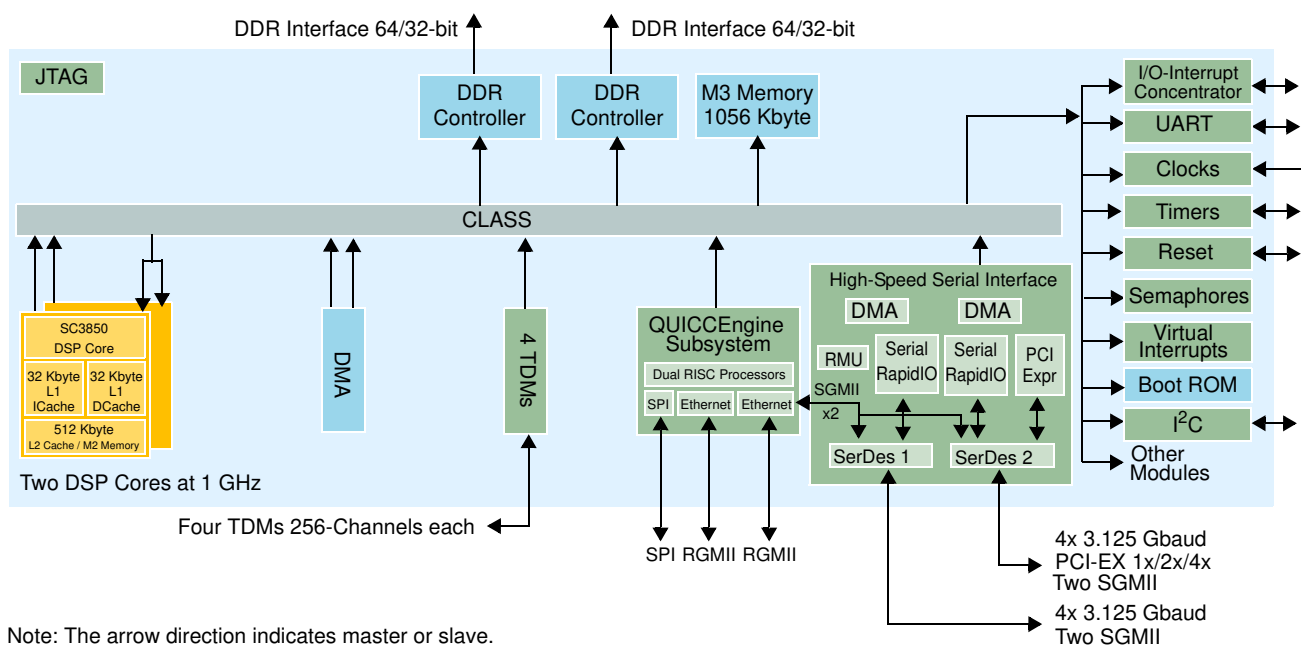 DDR Interface 64/32-bit
DDR Interface 64/32-bit
JTAG
DDR
Controller
DDR
Controller
M3 Memory
1056 Kbyte
I/O-Interrupt
Concentrator
UART
Clocks
Timers
Reset
Semaphores
Virtual
Interrupts
Boot ROM
I²C
Other
Modules
CLASS
SC3850
DSP Core
32 Kbyte
L1
ICache
32 Kbyte
L1
DCache
512 Kbyte
L2 Cache / M2 Memory
Two DSP Cores at 1 GHz
DMA
4 TDMs
Four TDMs 256-Channels each
QUICCEngine
Subsystem
Dual RISC Processors
SPI
Ethernet
Ethernet
SPI
RGMII
RGMII
High-Speed Serial Interface
DMA
DMA
RMU
Serial
RapidIO
Serial
RapidIO
PCI
Expr
SGMII
x2
SerDes 1
SerDes 2
4x 3.125 Gbaud
PCI-EX 1x/2x/4x
Two SGMII
4x 3.125 Gbaud
Two SGMII
Note: The arrow direction indicates master or slave.